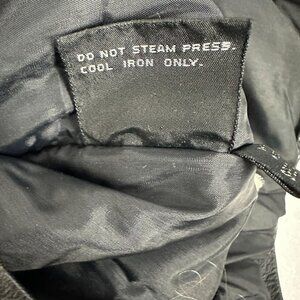 DO NOT STEAM PRESS.
COOL IRON ONLY.